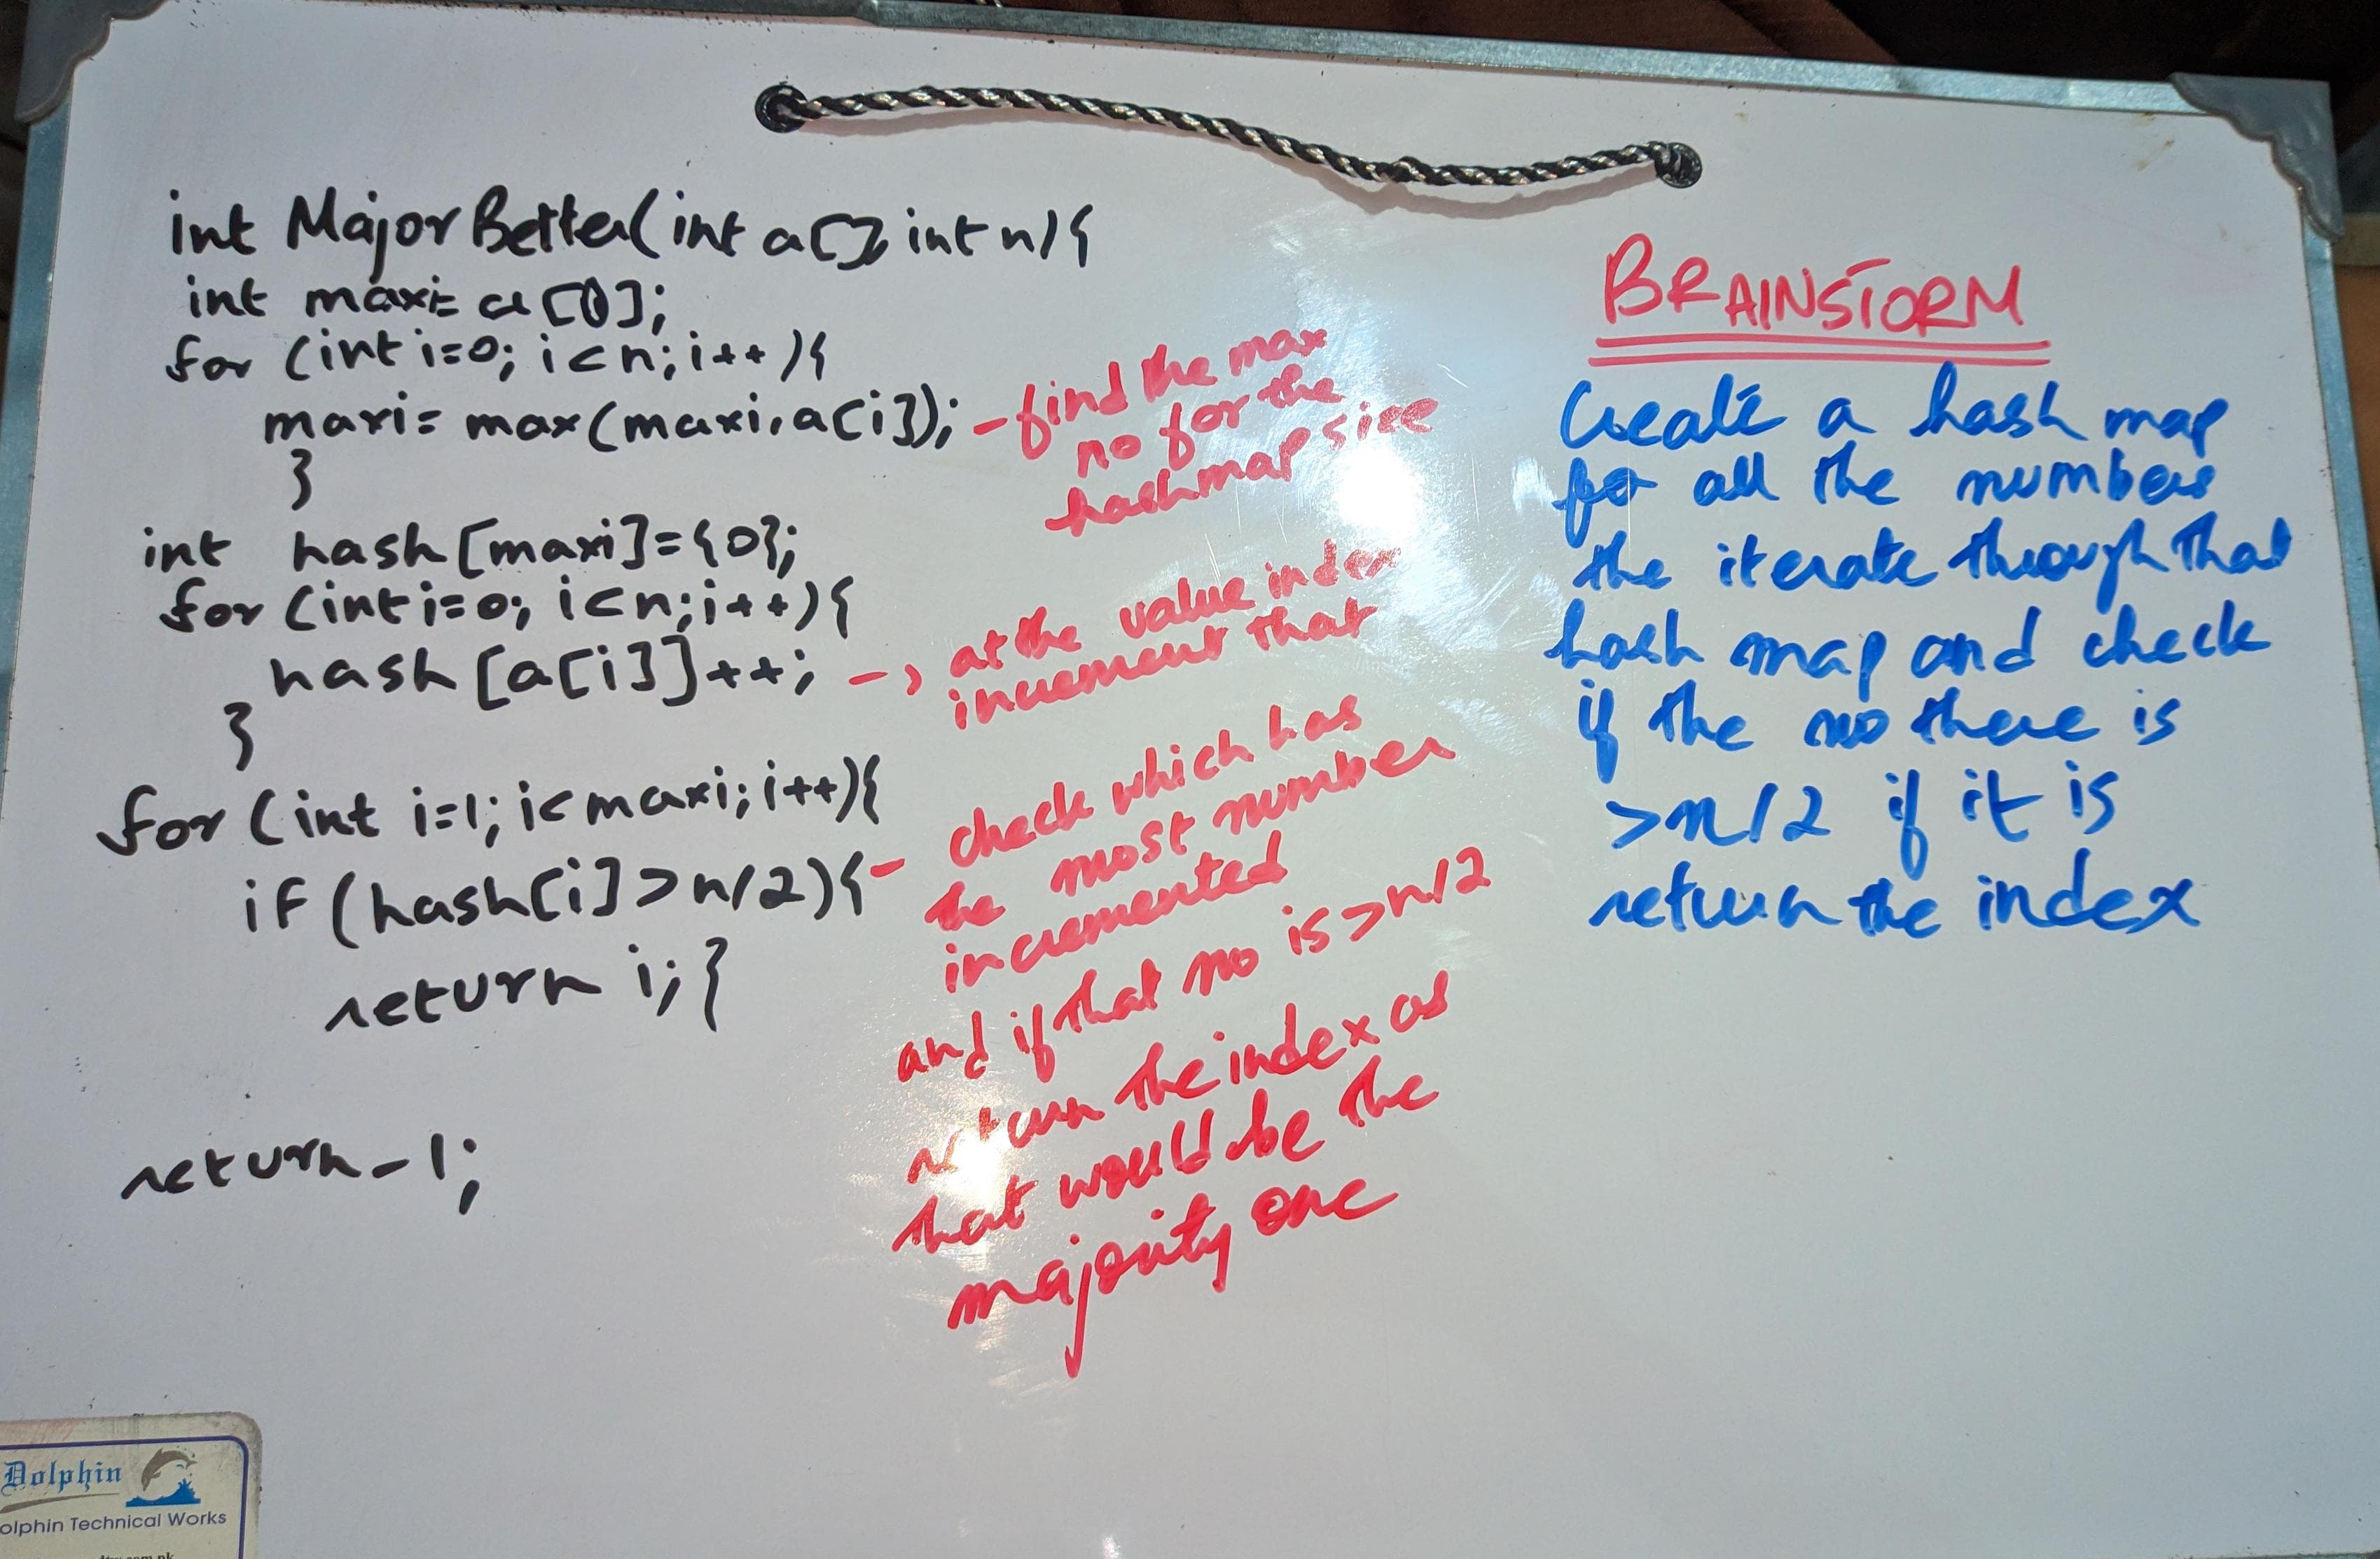 int MajorBetter(int a[], int n){
int maxi= a[0];
for (int i=0; i<n; i++){
maxi= max(maxi, a[i]);
}
int hash[maxi]={0};
for (int i=0; i<n; i++){
hash[a[i]]++;
}
for (int i=1; i<maxi; i++){
if (hash[i]>n/2){
return i;}
return -1;
- find the max
no for the
hashmap size
-> at the value index
increment that
- check which has
the most number
incremented
and if that no is >n/2
return the index as
that would be the
majority one
BRAINSTORM
Create a hash map
for all the numbers
the iterate through that
hash map and check
if the no there is
>n/2 if it is
return the index
Dolphin
olphin Technical Works